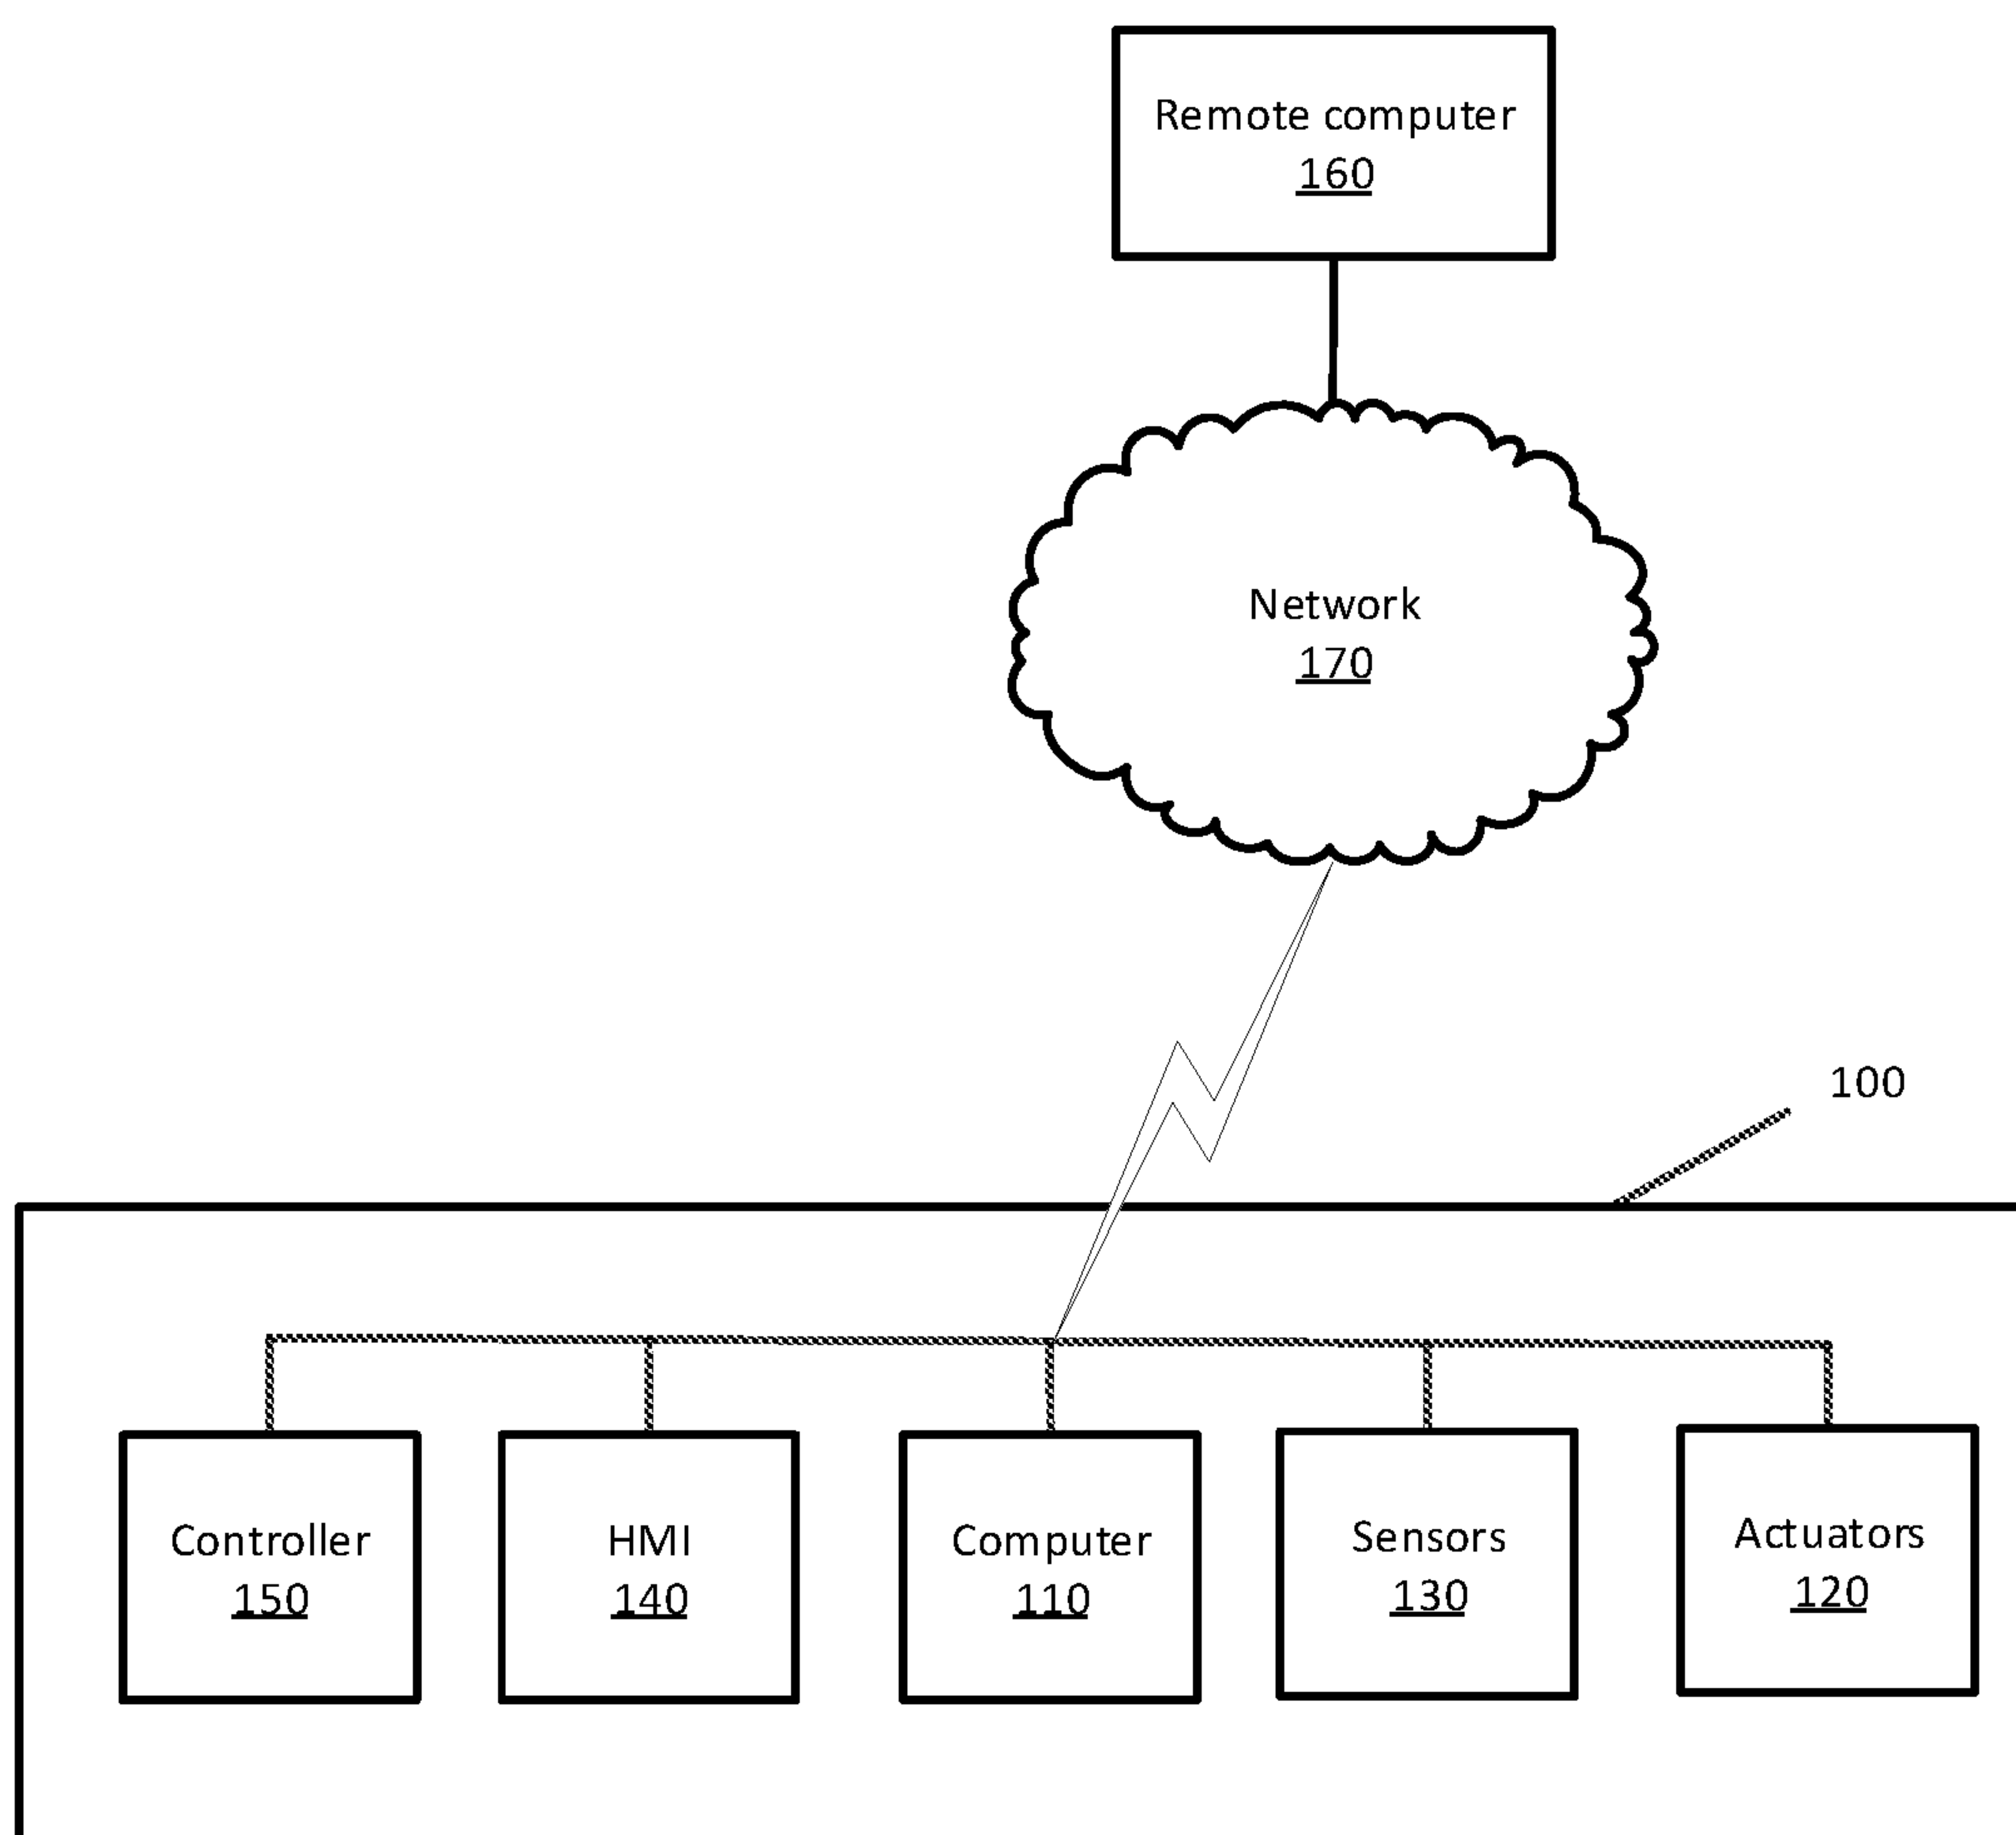 Remote computer
160
Network
170
100
Controller
150
HMI
140
Computer
110
Sensors
130
Actuators
120